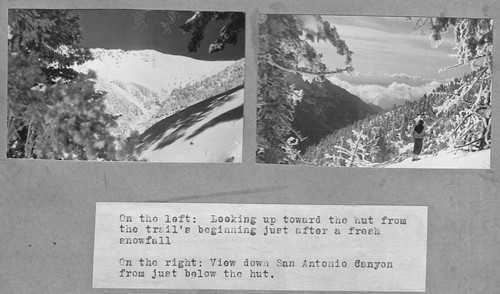 On the left:  Looking up toward the hut from
the trail's beginning just after a fresh
snowfall
On the right: View down San Antonio Canyon
from just below the hut.